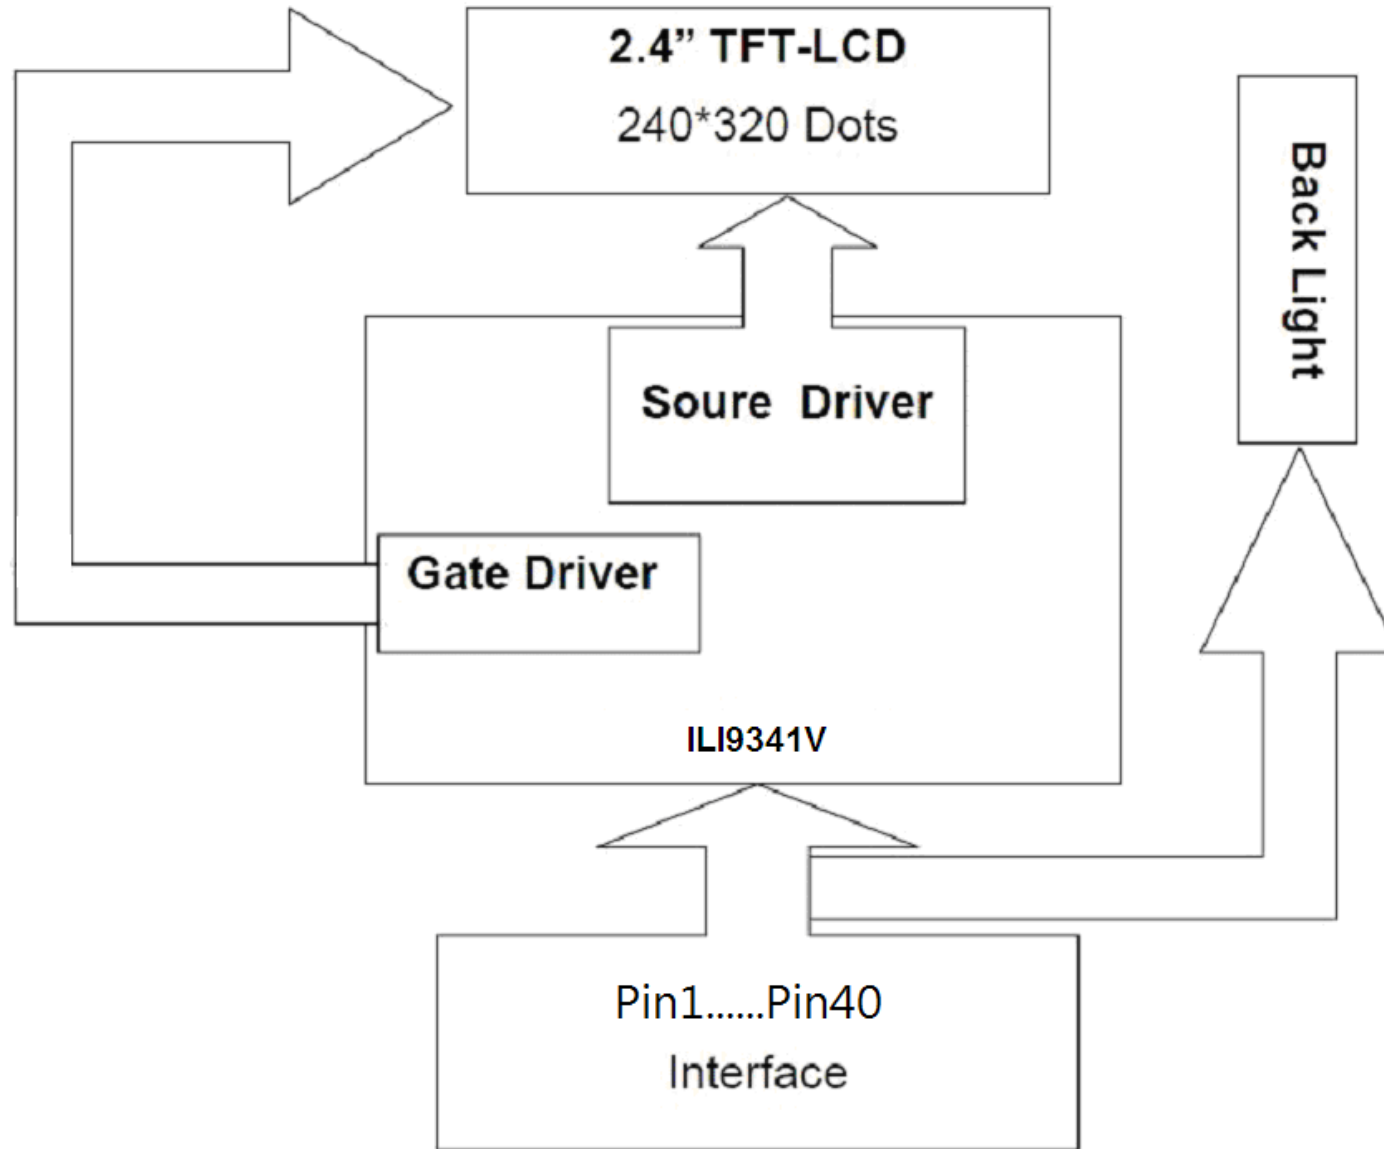 2.4” TFT-LCD
240*320 Dots
Back Light
Soure Driver
Gate Driver
ILI9341V
Pin1......Pin40
Interface